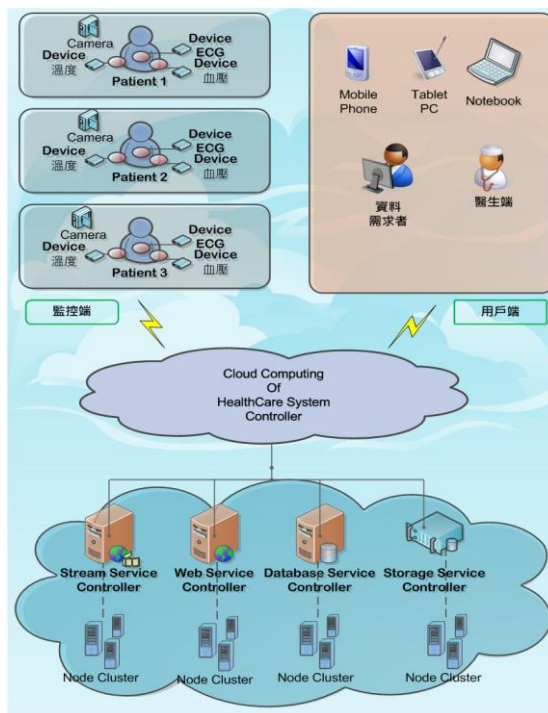 Camera
Device
溫度
Device
ECG
Device
血壓
Patient 1
Camera
Device
溫度
Device
ECG
Device
血壓
Patient 2
Camera
Device
溫度
Device
ECG
Device
血壓
Patient 3
監控端
Mobile
Phone
Tablet
PC
Notebook
資料
需求者
醫生端
用戶端
Cloud Computing
Of
HealthCare System
Controller
Stream Service
Controller
Web Service
Controller
Database Service
Controller
Storage Service
Controller
Node Cluster
Node Cluster
Node Cluster
Node Cluster